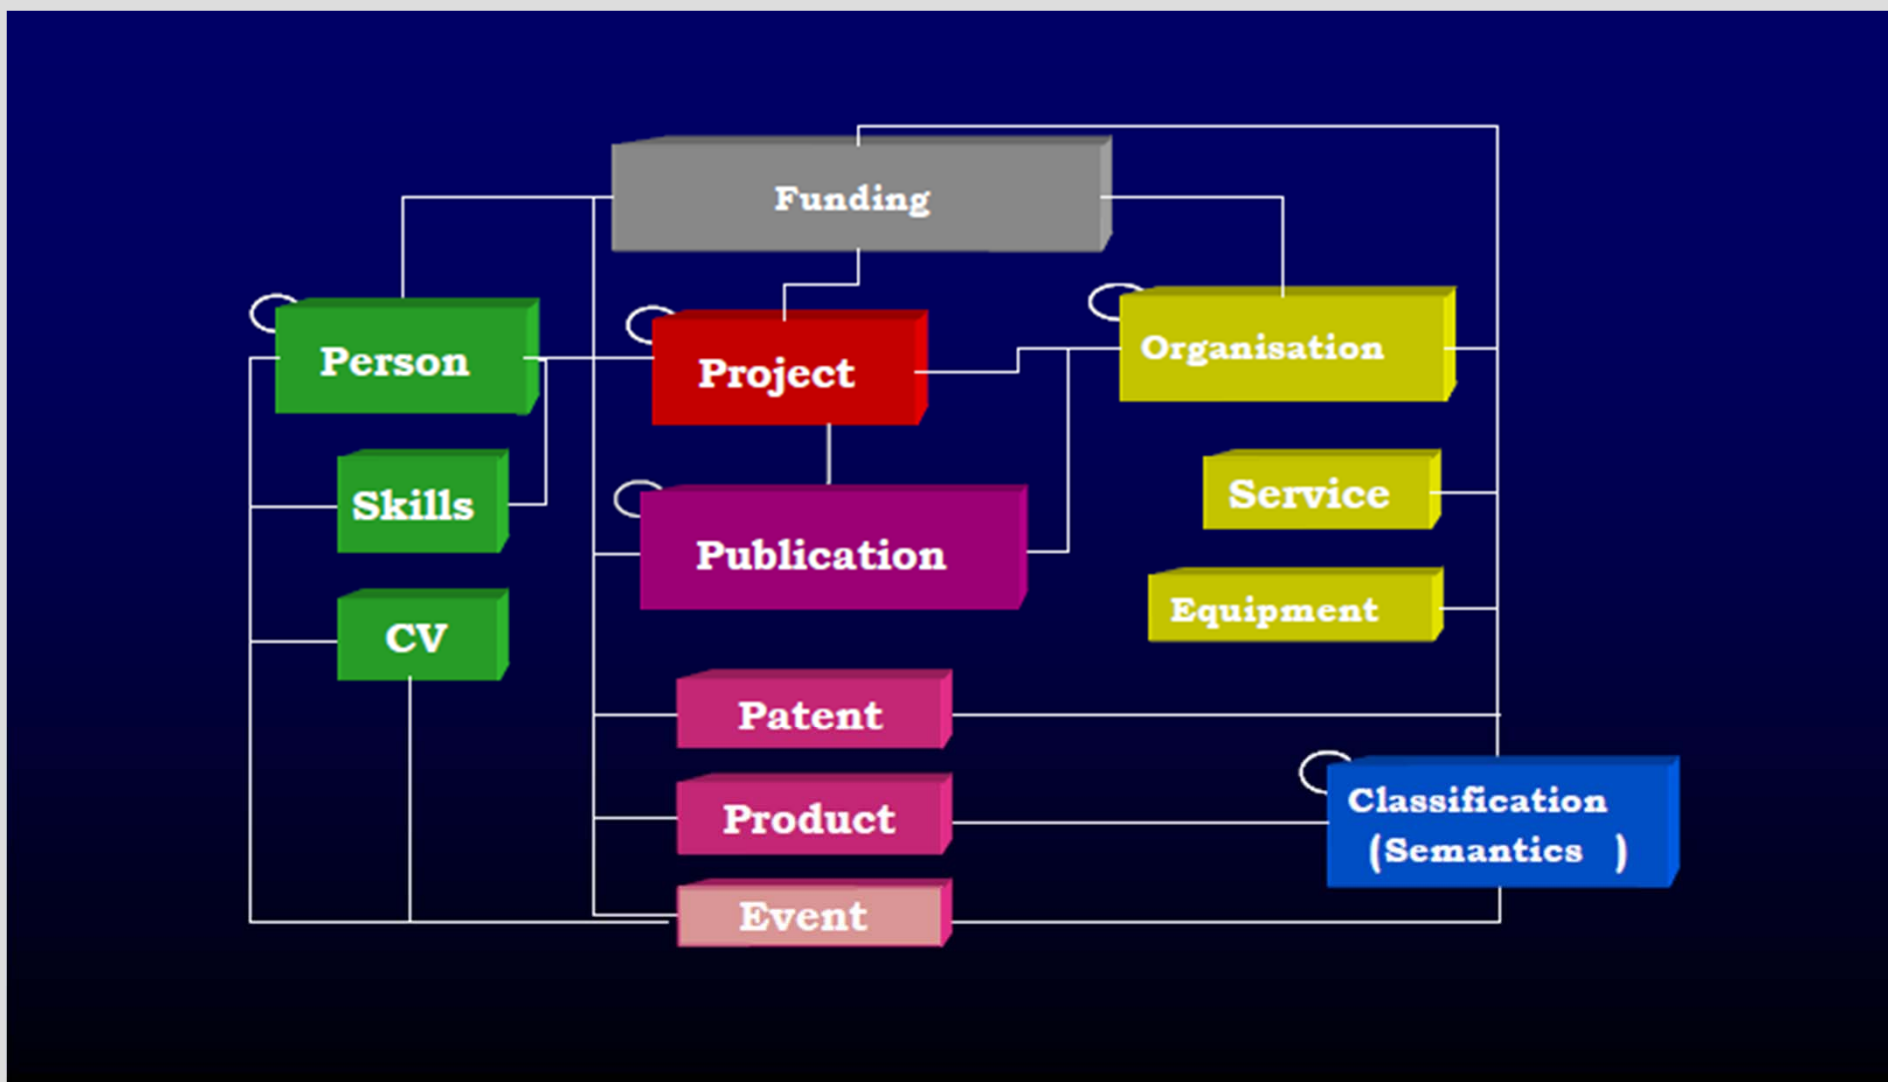 Funding
Person
Project
Organisation
Skills
Service
Publication
Equipment
CV
Patent
Classification
(Semantics )
Product
Event